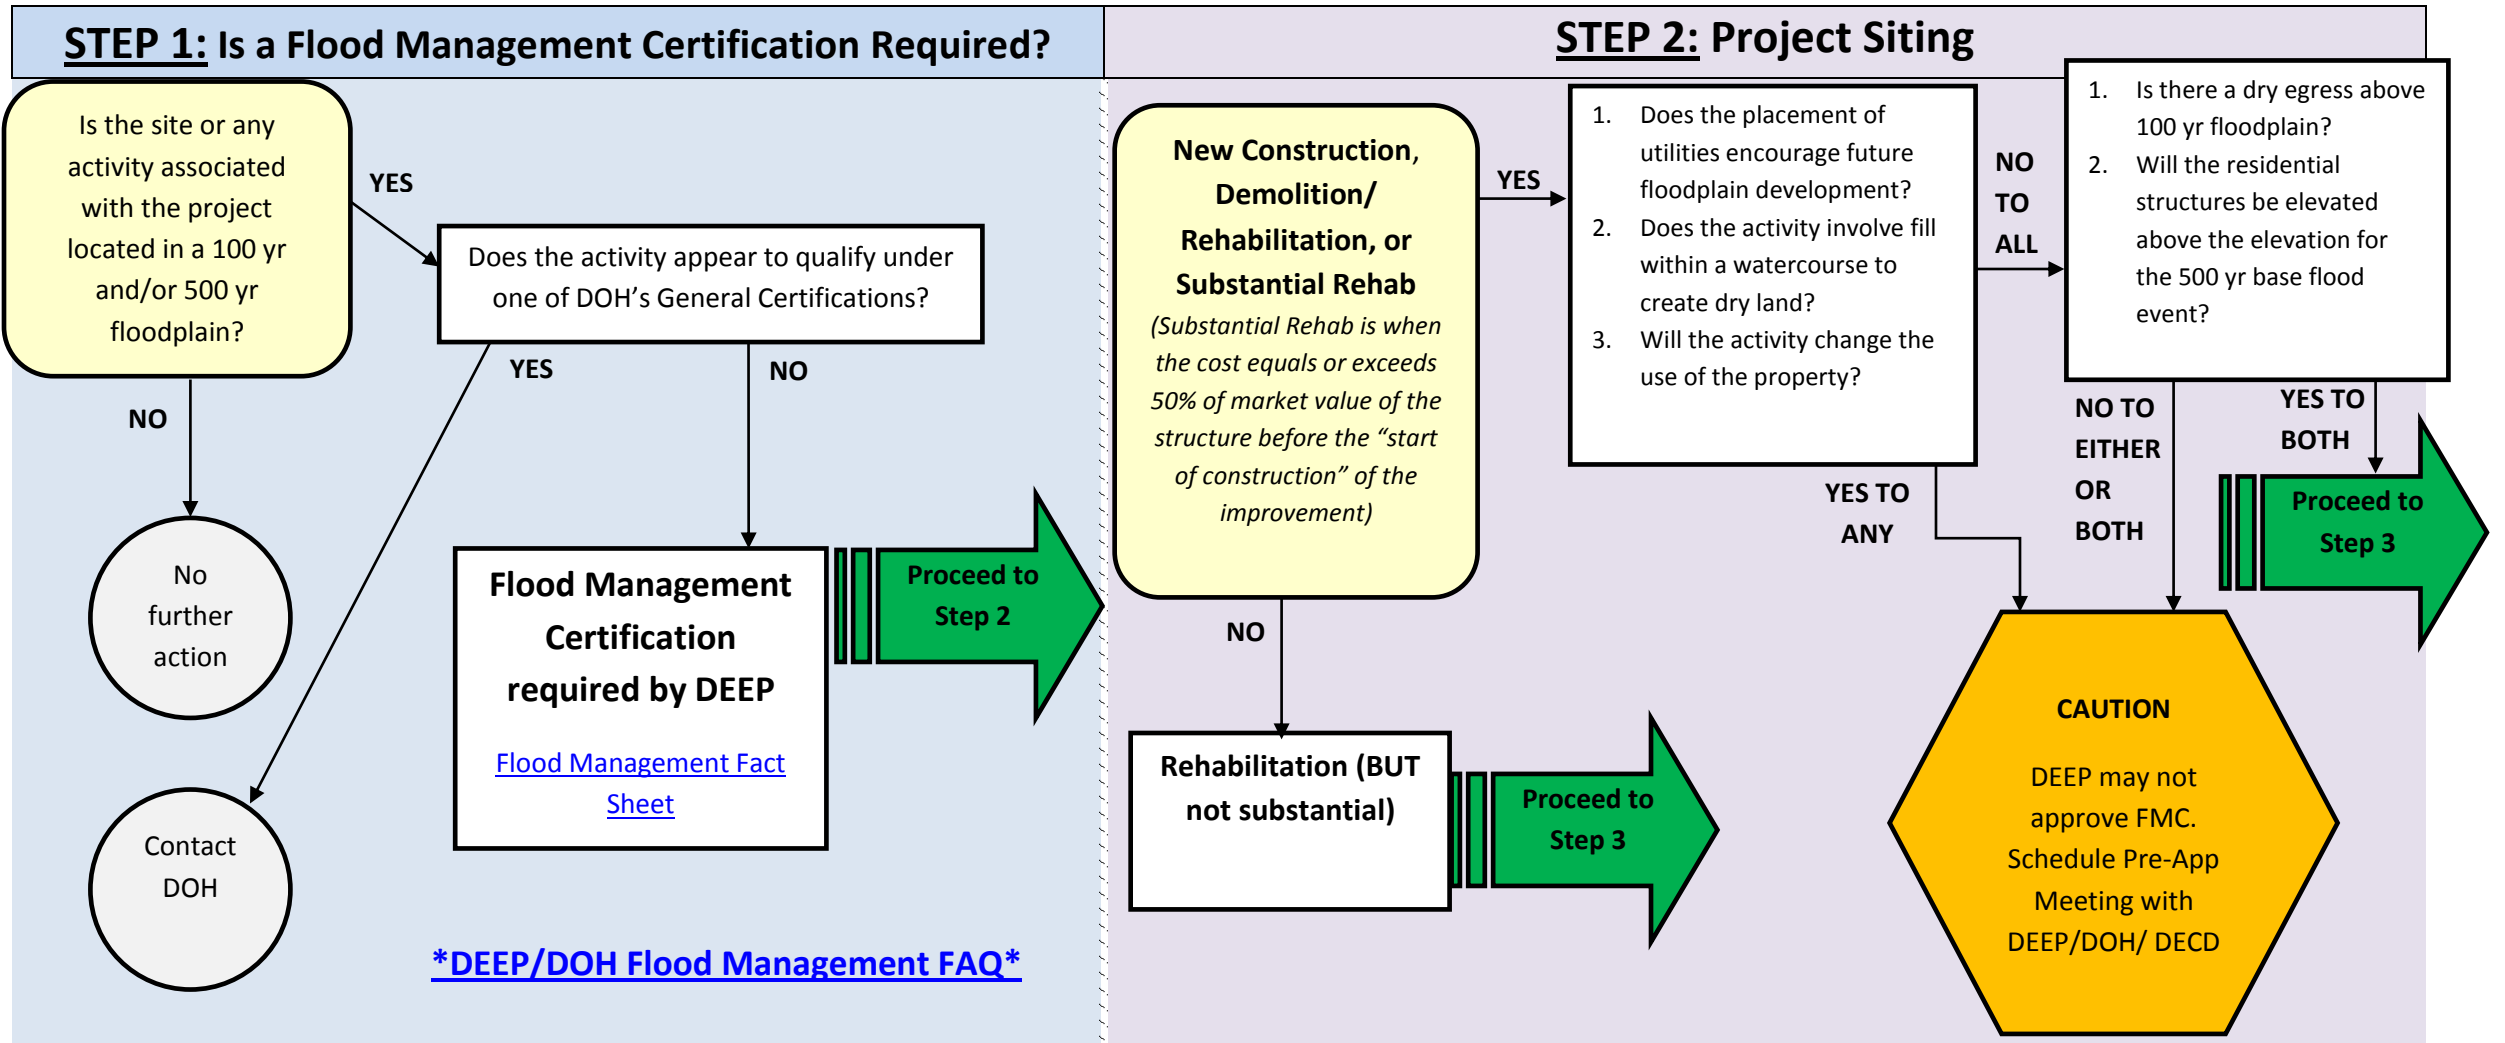 STEP 1: Is a Flood Management Certification Required?
Is the site or any
activity associated
with the project
located in a 100 yr
and/or 500 yr
floodplain?
YES
NO
Does the activity appear to qualify under
one of DOH’s General Certifications?
YES
NO
No
further
action
Contact
DOH
Flood Management
Certification
required by DEEP
Flood Management Fact
Sheet
Proceed to
Step 2
*DEEP/DOH Flood Management FAQ*
STEP 2: Project Siting
New Construction,
Demolition/
Rehabilitation, or
Substantial Rehab
(Substantial Rehab is when
the cost equals or exceeds
50% of market value of the
structure before the “start
of construction” of the
improvement)
YES
NO
Rehabilitation (BUT
not substantial)
Proceed to
Step 3
1. Does the placement of
utilities encourage future
floodplain development?
2. Does the activity involve fill
within a watercourse to
create dry land?
3. Will the activity change the
use of the property?
NO
TO
ALL
YES TO
ANY
1. Is there a dry egress above
100 yr floodplain?
2. Will the residential
structures be elevated
above the elevation for
the 500 yr base flood
event?
NO TO
EITHER
OR
BOTH
YES TO
BOTH
Proceed to
Step 3
CAUTION
DEEP may not
approve FMC.
Schedule Pre-App
Meeting with
DEEP/DOH/ DECD